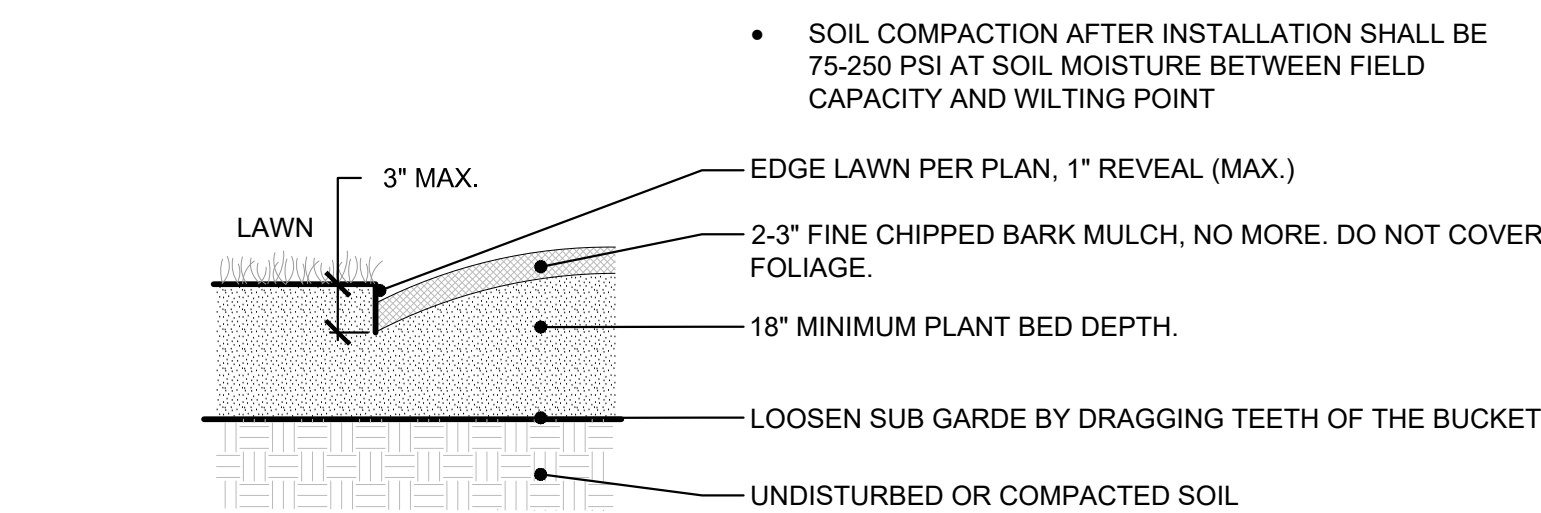 • SOIL COMPACTION AFTER INSTALLATION SHALL BE
75-250 PSI AT SOIL MOISTURE BETWEEN FIELD
CAPACITY AND WILTING POINT
3" MAX.
EDGE LAWN PER PLAN, 1" REVEAL (MAX.)
LAWN
2-3" FINE CHIPPED BARK MULCH, NO MORE. DO NOT COVER
FOLIAGE.
18" MINIMUM PLANT BED DEPTH.
LOOSEN SUB GARDE BY DRAGGING TEETH OF THE BUCKET
UNDISTURBED OR COMPACTED SOIL